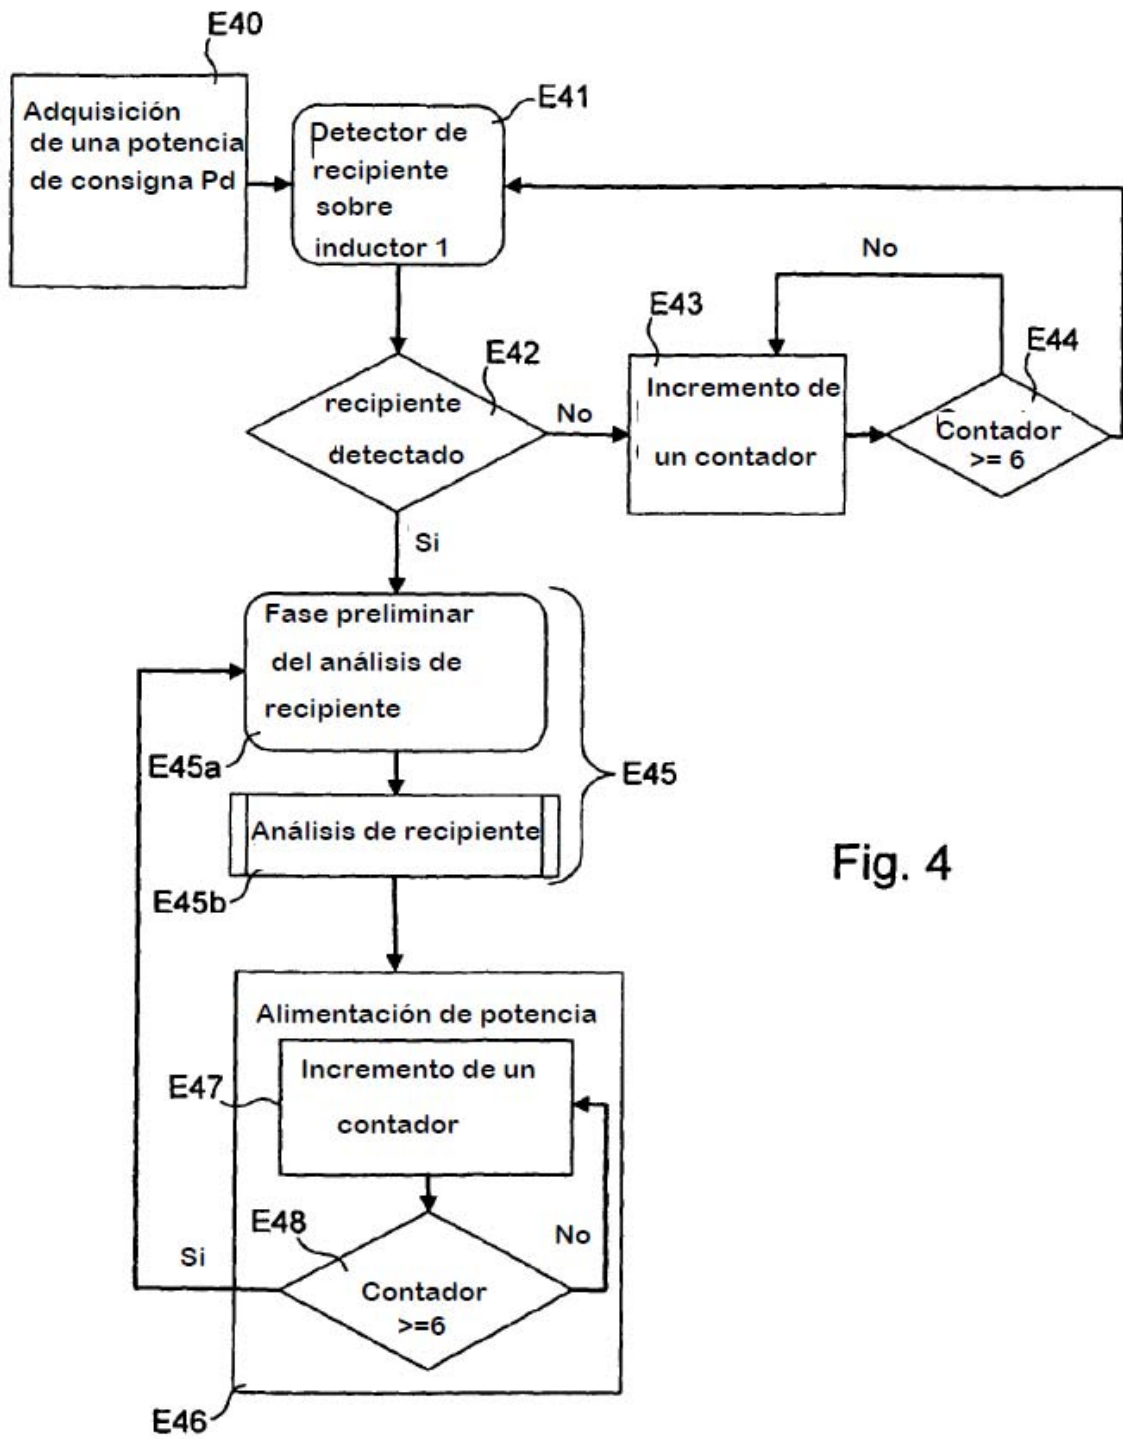 E40
Adquisición
de una potencia
de consigna Pd
E41
Detector de
recipiente
sobre
inductor 1
No
E43
E44
E42
recipiente
detectado
No
Incremento de
un contador
Contador
>= 6
Si
Fase preliminar
del análisis de
recipiente
E45a
E45
Análisis de recipiente
E45b
Fig. 4
Alimentación de potencia
Incremento de un
contador
E47
E48
No
Si
Contador
>=6
E46